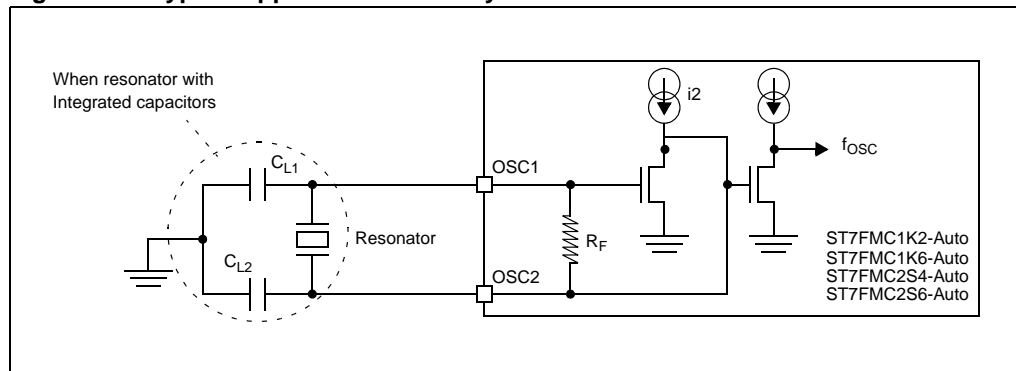 When resonator with
Integrated capacitors
CL1
OSC1
i2
fOSC
Resonator
RF
CL2
OSC2
ST7FMC1K2-Auto
ST7FMC1K6-Auto
ST7FMC2S4-Auto
ST7FMC2S6-Auto